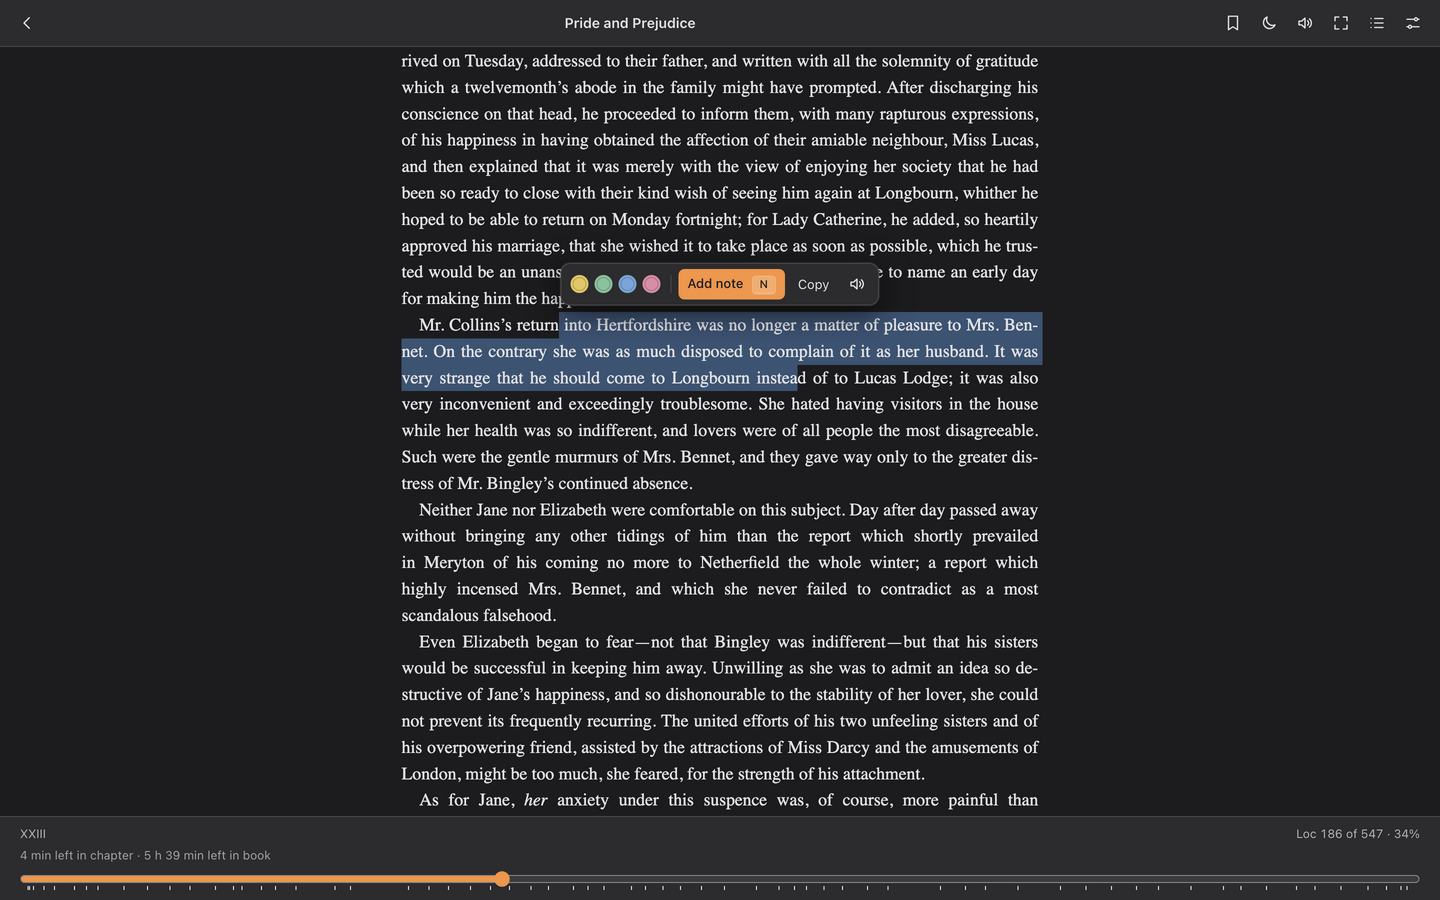 Pride and Prejudice
rived on Tuesday, addressed to their father, and written with all the solemnity of gratitude
which a twelvemonth’s abode in the family might have prompted. After discharging his
conscience on that head, he proceeded to inform them, with many rapturous expressions,
of his happiness in having obtained the affection of their amiable neighbour, Miss Lucas,
and then explained that it was merely with the view of enjoying her society that he had
been so ready to close with their kind wish of seeing him again at Longbourn, whither he
hoped to be able to return on Monday fortnight; for Lady Catherine, he added, so heartily
approved his marriage, that she wished it to take place as soon as possible, which he trus-
ted would be an unans e to name an early day
for making him the hap
Add note N Copy
Mr. Collins’s return into Hertfordshire was no longer a matter of pleasure to Mrs. Ben-
net. On the contrary she was as much disposed to complain of it as her husband. It was
very strange that he should come to Longbourn instead of to Lucas Lodge; it was also
very inconvenient and exceedingly troublesome. She hated having visitors in the house
while her health was so indifferent, and lovers were of all people the most disagreeable.
Such were the gentle murmurs of Mrs. Bennet, and they gave way only to the greater dis-
tress of Mr. Bingley’s continued absence.
Neither Jane nor Elizabeth were comfortable on this subject. Day after day passed away
without bringing any other tidings of him than the report which shortly prevailed
in Meryton of his coming no more to Netherfield the whole winter; a report which
highly incensed Mrs. Bennet, and which she never failed to contradict as a most
scandalous falsehood.
Even Elizabeth began to fear—not that Bingley was indifferent—but that his sisters
would be successful in keeping him away. Unwilling as she was to admit an idea so de-
structive of Jane’s happiness, and so dishonourable to the stability of her lover, she could
not prevent its frequently recurring. The united efforts of his two unfeeling sisters and of
his overpowering friend, assisted by the attractions of Miss Darcy and the amusements of
London, might be too much, she feared, for the strength of his attachment.
As for Jane, her anxiety under this suspence was, of course, more painful than
XXIII
Loc 186 of 547 · 34%
4 min left in chapter · 5 h 39 min left in book